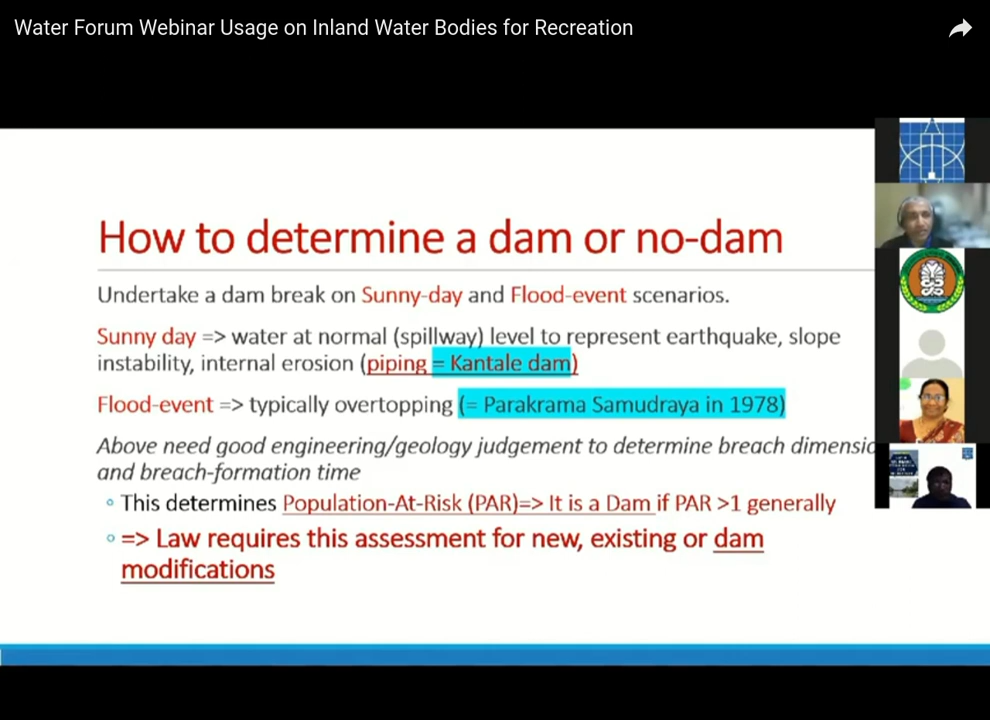 Water Forum Webinar Usage on Inland Water Bodies for Recreation
How to determine a dam or no-dam
Undertake a dam break on Sunny-day and Flood-event scenarios.
Sunny day => water at normal (spillway) level to represent earthquake, slope
instability, internal erosion (piping = Kantale dam)
Flood-event => typically overtopping (= Parakrama Samudraya in 1978)
Above need good engineering/geology judgement to determine breach dimensio
and breach-formation time
◦ This determines Population-At-Risk (PAR)=> It is a Dam if PAR >1 generally
◦ => Law requires this assessment for new, existing or dam
modifications